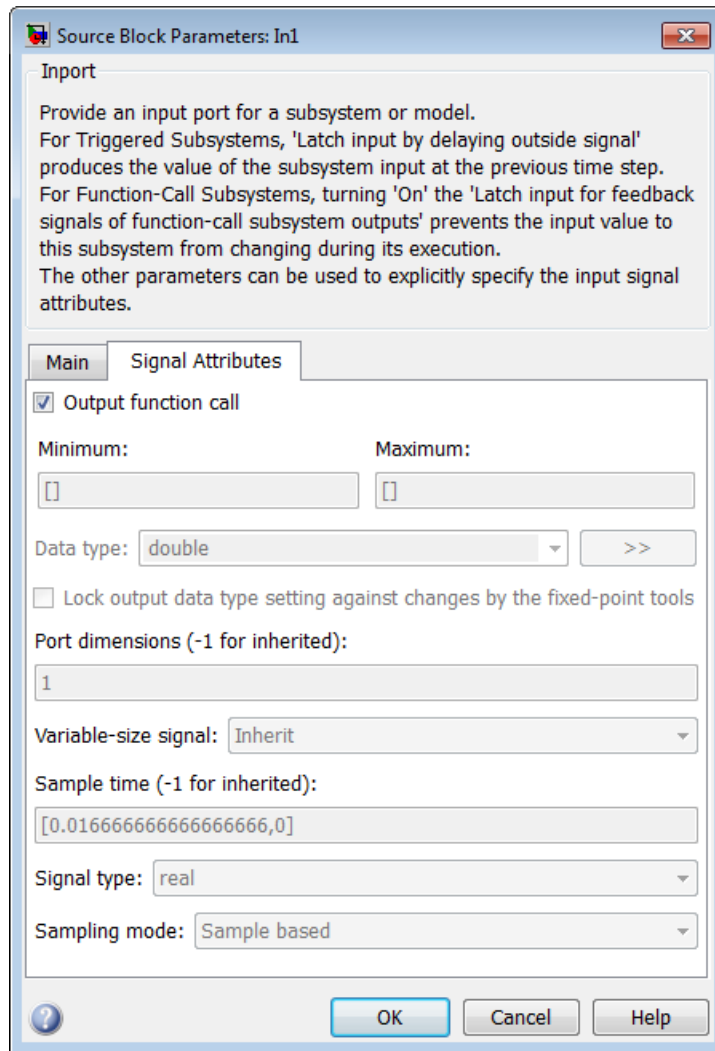 Source Block Parameters: In1
Inport
Provide an input port for a subsystem or model.
For Triggered Subsystems, 'Latch input by delaying outside signal'
produces the value of the subsystem input at the previous time step.
For Function-Call Subsystems, turning 'On' the 'Latch input for feedback
signals of function-call subsystem outputs' prevents the input value to
this subsystem from changing during its execution.
The other parameters can be used to explicitly specify the input signal
attributes.
Main Signal Attributes
Output function call
Minimum: Maximum:
[] []
Data type: double >>
Lock output data type setting against changes by the fixed-point tools
Port dimensions (-1 for inherited):
1
Variable-size signal: Inherit
Sample time (-1 for inherited):
[0.016666666666666666,0]
Signal type: real
Sampling mode: Sample based
? OK Cancel Help